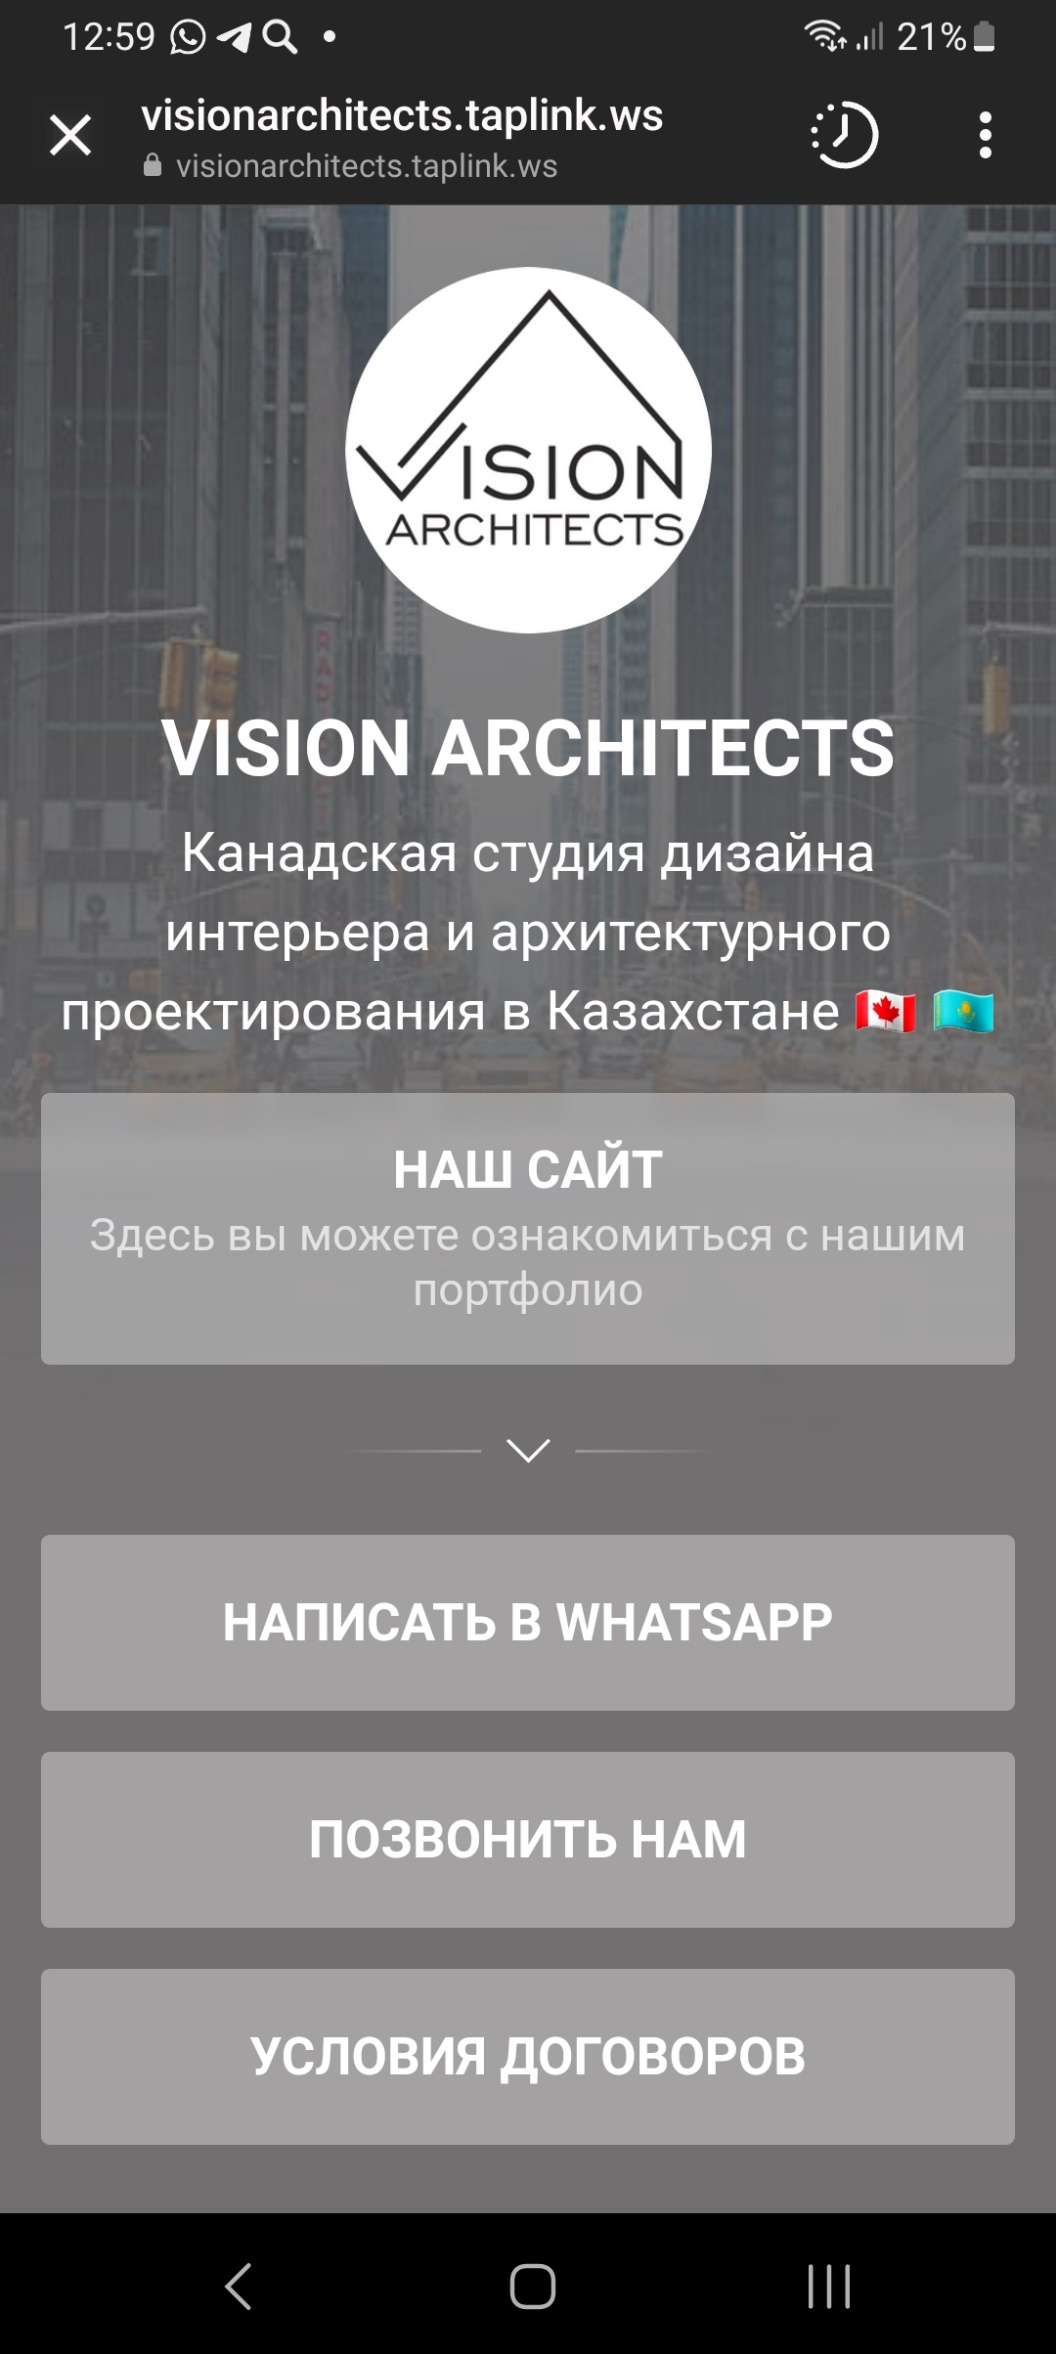 12:59
21%
visionarchitects.taplink.ws
visionarchitects.taplink.ws
VISION
ARCHITECTS
VISION ARCHITECTS
Канадская студия дизайна
интерьера и архитектурного
проектирования в Казахстане 🇨🇦 🇰🇿
НАШ САЙТ
Здесь вы можете ознакомиться с нашим
портфолио
НАПИСАТЬ В WHATSAPP
ПОЗВОНИТЬ НАМ
УСЛОВИЯ ДОГОВОРОВ